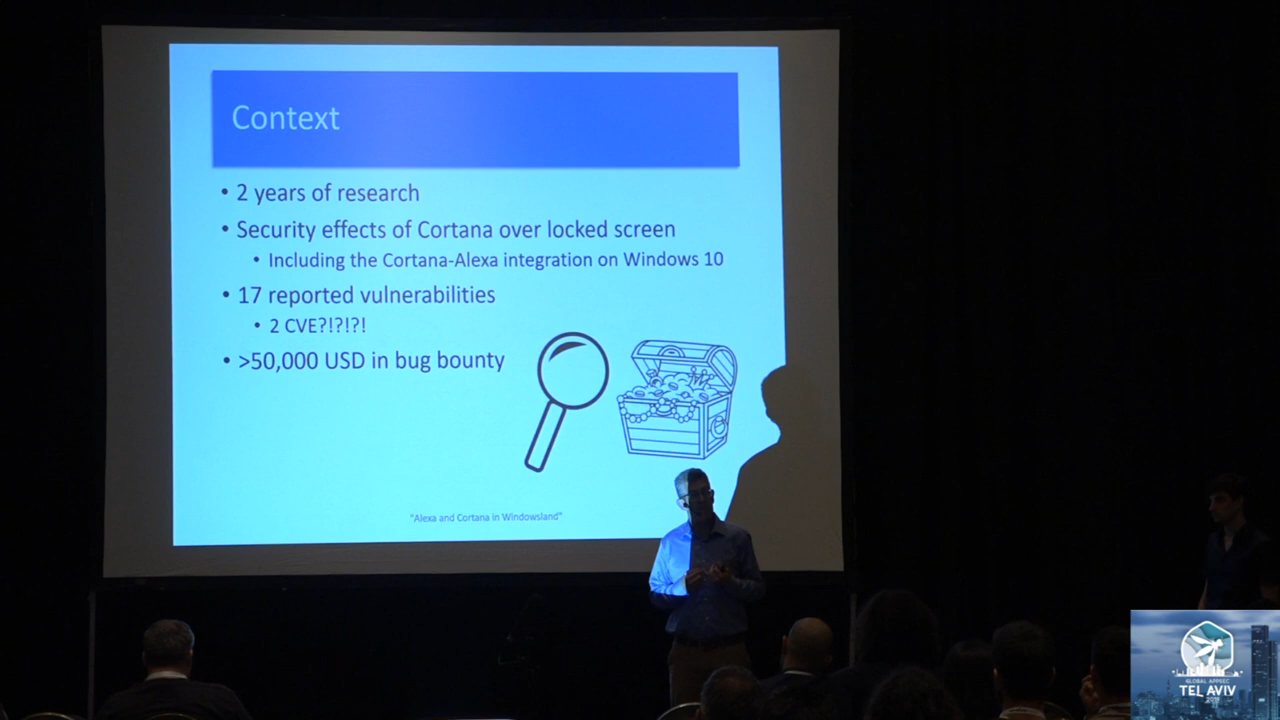 Context
• 2 years of research
• Security effects of Cortana over locked screen
• Including the Cortana-Alexa integration on Windows 10
• 17 reported vulnerabilities
• 2 CVE?!?!?!
• >50,000 USD in bug bounty
"Alexa and Cortana in Windowsland"
GLOBAL APPSEC
TEL AVIV